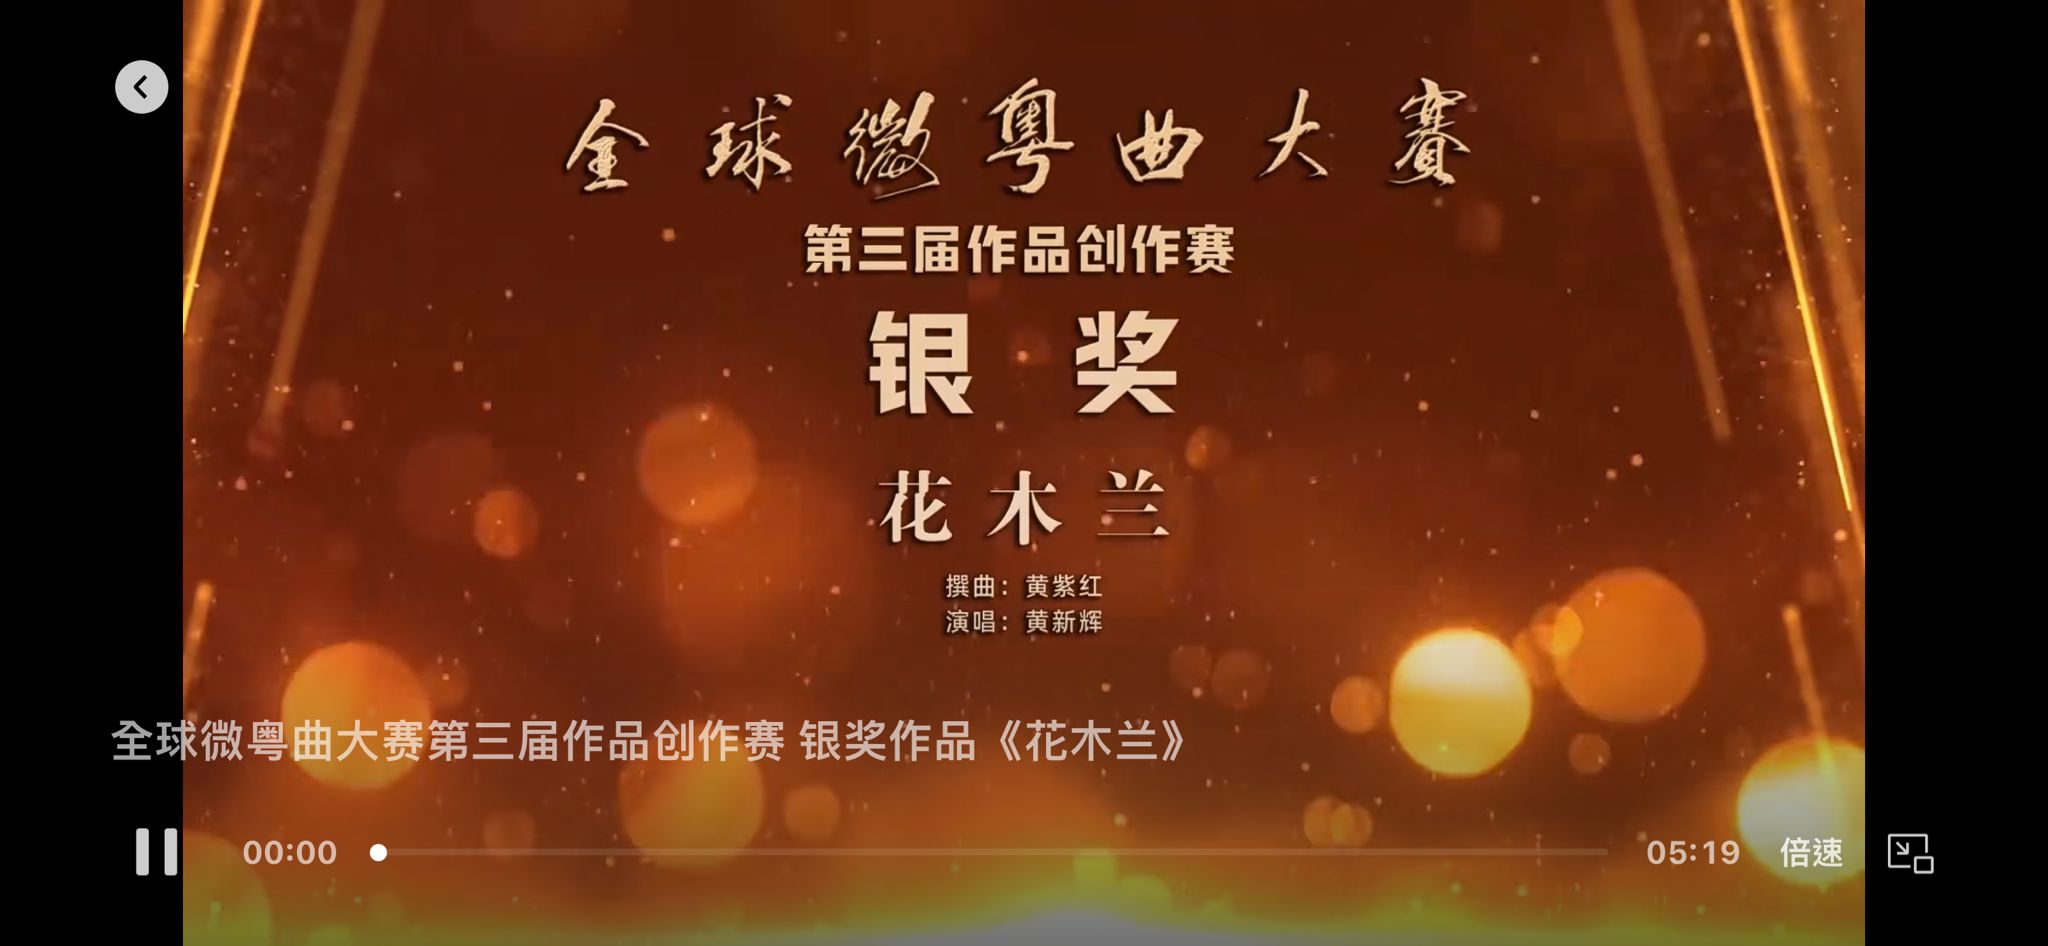 全球微粤曲大賽
第三届作品创作赛
银奖
花木兰
撰曲：黄紫红
演唱：黄新辉
全球微粤曲大赛第三届作品创作赛 银奖作品《花木兰》
00:00
05:19
倍速